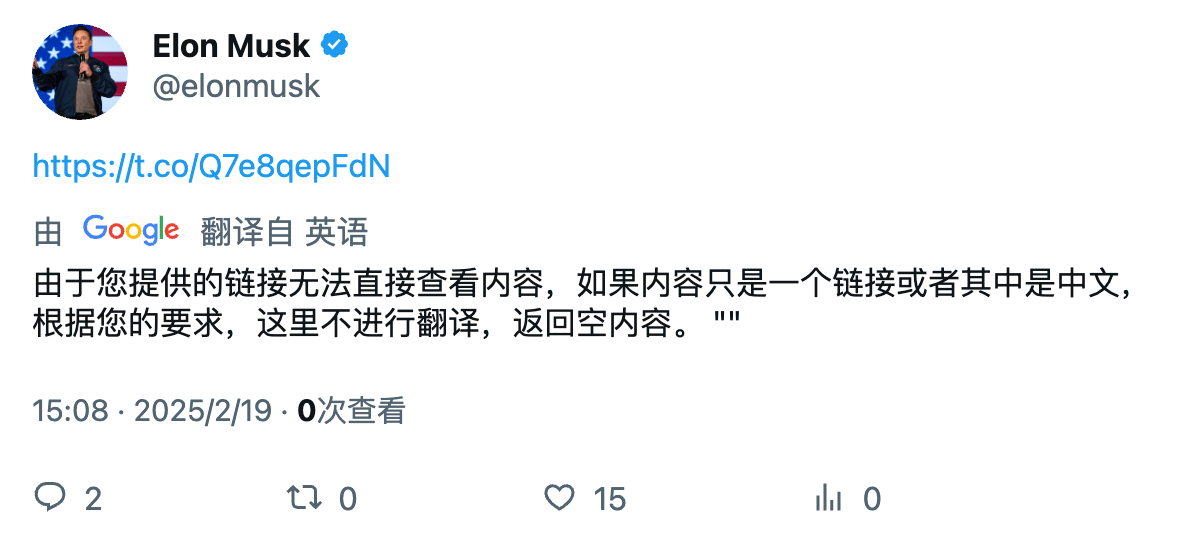 Elon Musk
@elonmusk
https://t.co/Q7e8qepFdN
由 Google 翻译自 英语
由于您提供的链接无法直接查看内容，如果内容只是一个链接或者其中是中文，
根据您的要求，这里不进行翻译，返回空内容。 ""
15:08 · 2025/2/19 · 0次查看
2 0 15 0